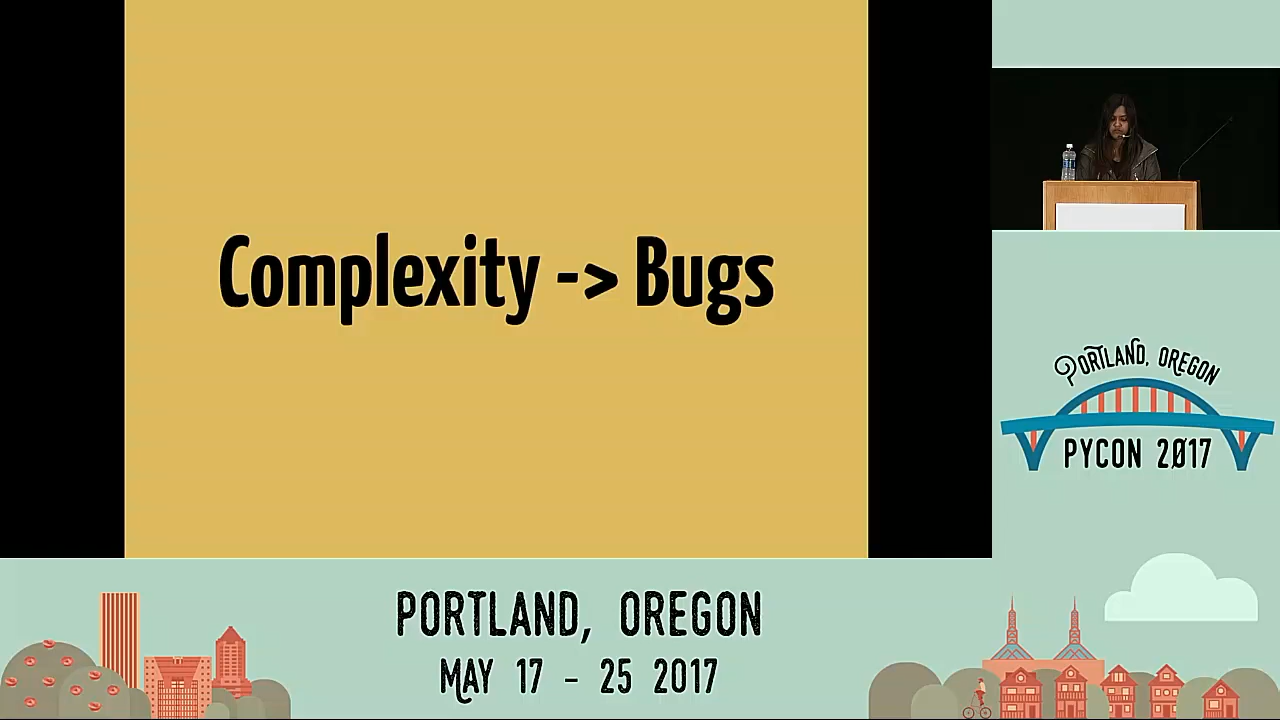 Complexity -> Bugs
PORTLAND, OREGON
PYCON 2017
PORTLAND, OREGON
MAY 17 - 25 2017